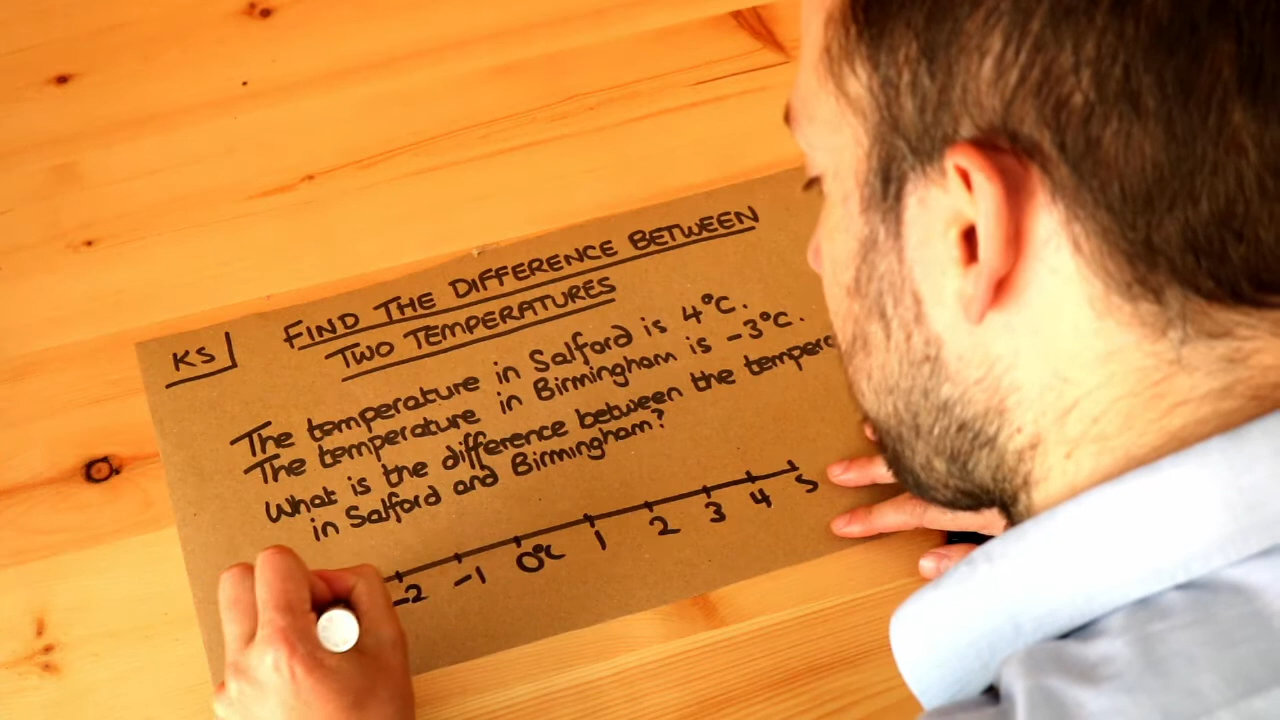 KS
FIND THE DIFFERENCE BETWEEN
TWO TEMPERATURES
The temperature in Salford is 4°C.
The temperature in Birmingham is -3°C.
What is the difference between the
in Salford and Birmingham?
-2 -1 0°C 1 2 3 4 5